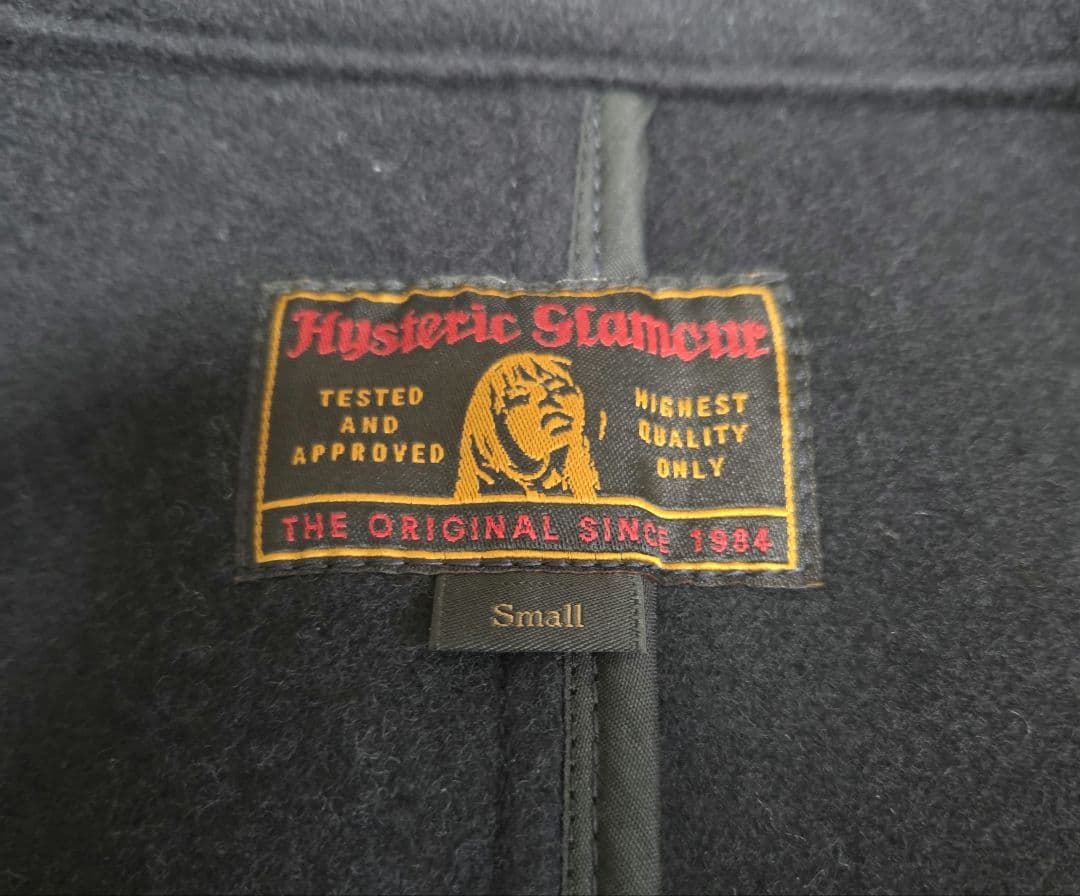 Hysteric Glamour
TESTED
AND
APPROVED
HIGHEST
QUALITY
ONLY
THE ORIGINAL SINCE 1984
Small